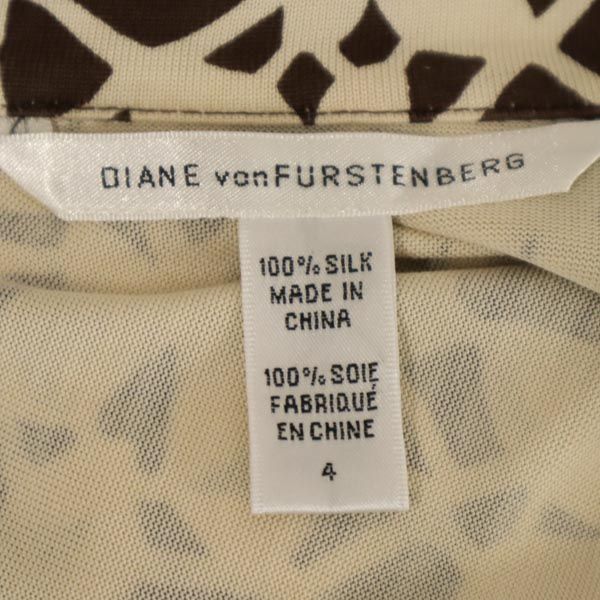 DIANE vonFURSTENBERG
100% SILK
MADE IN
CHINA
100% SOIE
FABRIQUÉ
EN CHINE
4